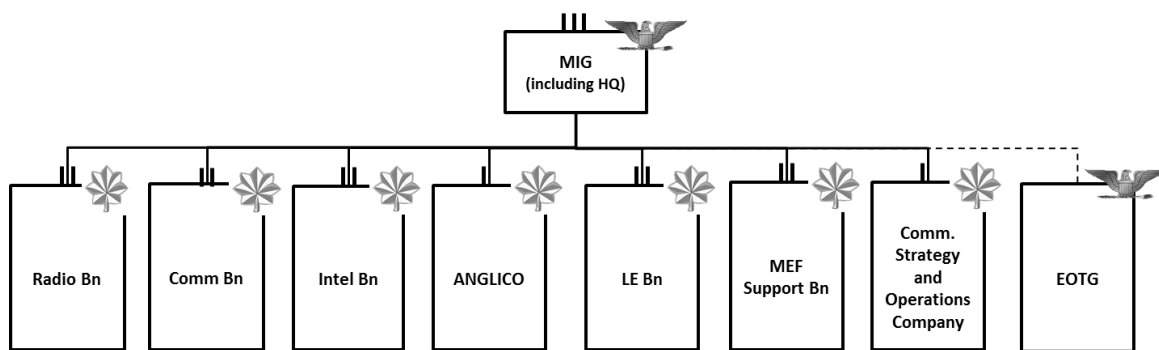 MIG
(including HQ)
Radio Bn
Comm Bn
Intel Bn
ANGLICO
LE Bn
MEF
Support Bn
Comm.
Strategy
and
Operations
Company
EOTG